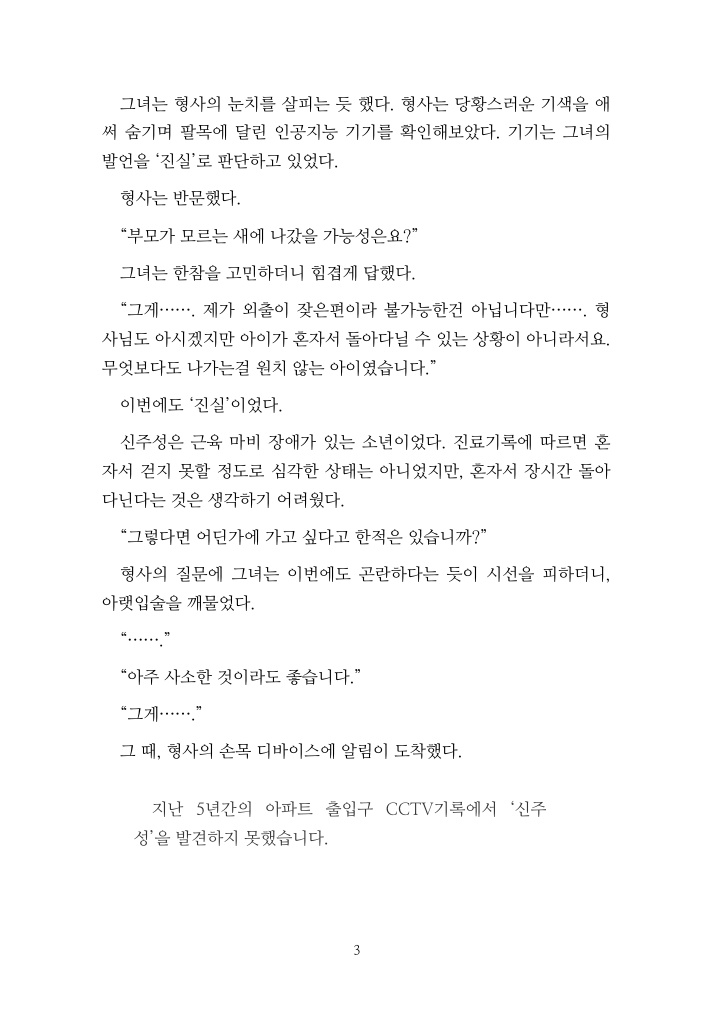 그녀는 형사의 눈치를 살피는 듯 했다. 형사는 당황스러운 기색을 애
써 숨기며 팔목에 달린 인공지능 기기를 확인해보았다. 기기는 그녀의
발언을 ‘진실’로 판단하고 있었다.
형사는 반문했다.
“부모가 모르는 새에 나갔을 가능성은요?”
그녀는 한참을 고민하더니 힘겹게 답했다.
“그게……. 제가 외출이 잦은편이라 불가능한건 아닙니다만……. 형
사님도 아시겠지만 아이가 혼자서 돌아다닐 수 있는 상황이 아니라서요.
무엇보다도 나가는걸 원치 않는 아이였습니다.”
이번에도 ‘진실’이었다.
신주성은 근육 마비 장애가 있는 소년이었다. 진료기록에 따르면 혼
자서 걷지 못할 정도로 심각한 상태는 아니었지만, 혼자서 장시간 돌아
다닌다는 것은 생각하기 어려웠다.
“그렇다면 어딘가에 가고 싶다고 한적은 있습니까?”
형사의 질문에 그녀는 이번에도 곤란하다는 듯이 시선을 피하더니,
아랫입술을 깨물었다.
“…….”
“아주 사소한 것이라도 좋습니다.”
“그게…….”
그 때, 형사의 손목 디바이스에 알림이 도착했다.
지난 5년간의 아파트 출입구 CCTV기록에서 ‘신주
성’을 발견하지 못했습니다.
3